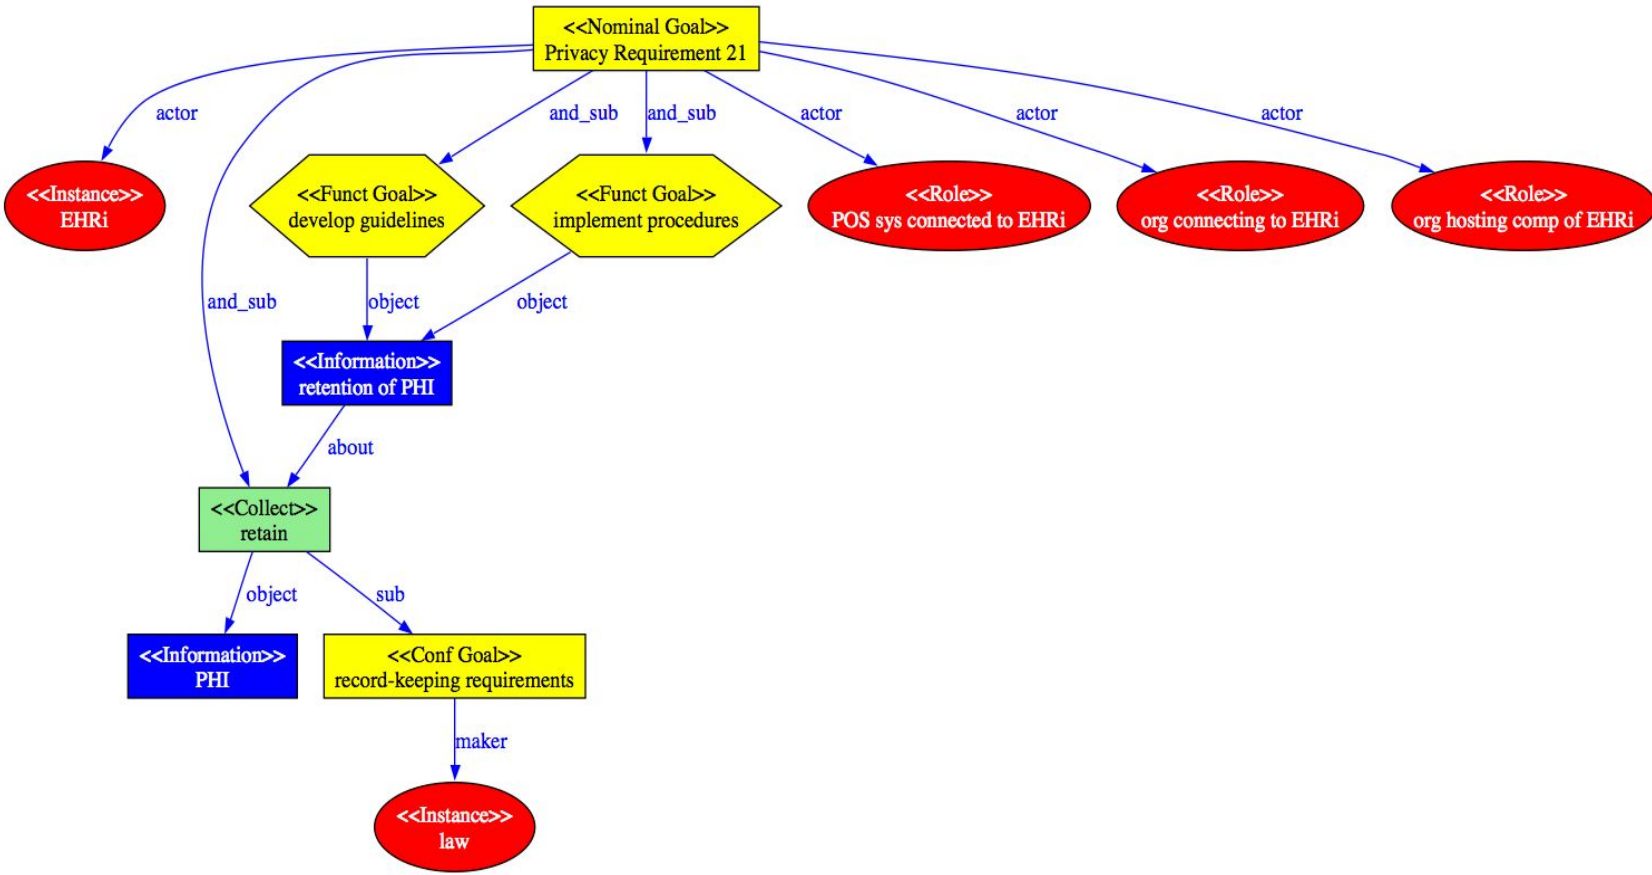 <<Nominal Goal>>
Privacy Requirement 21
actor
and_sub
and_sub
actor
actor
actor
<<Instance>>
EHRi
<<Funct Goal>>
develop guidelines
<<Funct Goal>>
implement procedures
<<Role>>
POS sys connected to EHRi
<<Role>>
org connecting to EHRi
<<Role>>
org hosting comp of EHRi
and_sub
object
object
<<Information>>
retention of PHI
about
<<Collect>>
retain
object
sub
<<Information>>
PHI
<<Conf Goal>>
record-keeping requirements
maker
<<Instance>>
law